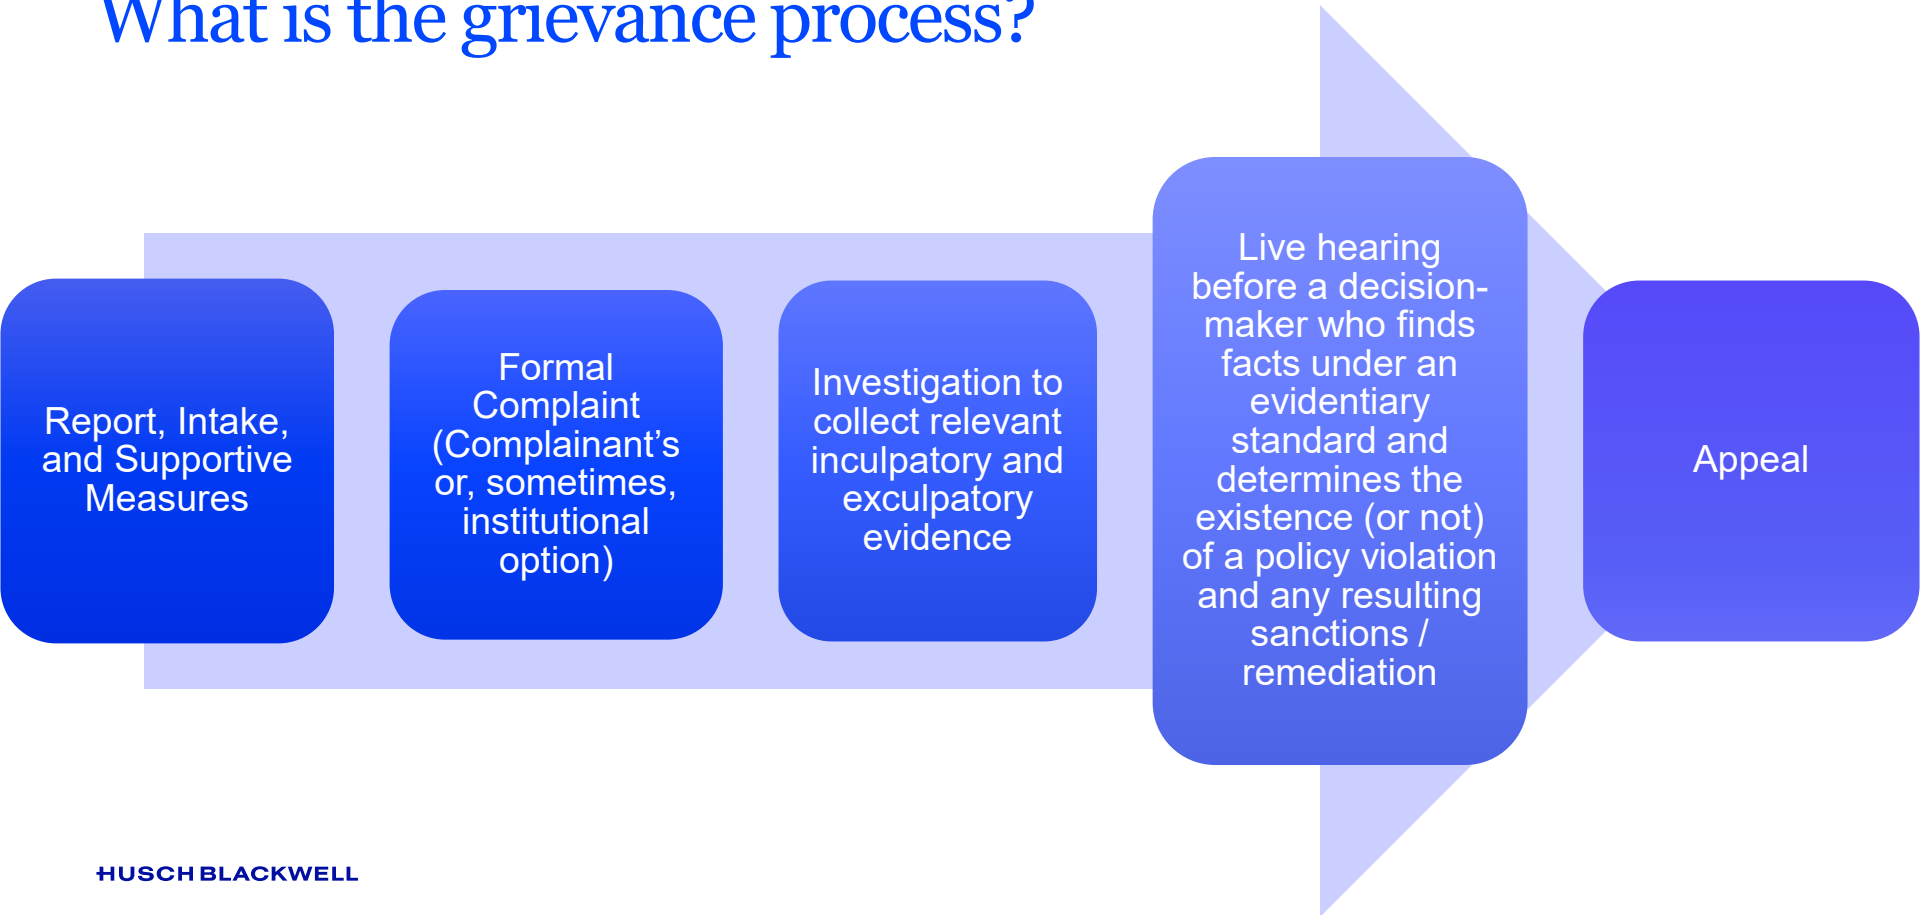 What is the grievance process?
Report, Intake,
and Supportive
Measures
Formal
Complaint
(Complainant’s
or, sometimes,
institutional
option)
Investigation to
collect relevant
inculpatory and
exculpatory
evidence
Live hearing
before a decision-
maker who finds
facts under an
evidentiary
standard and
determines the
existence (or not)
of a policy violation
and any resulting
sanctions /
remediation
Appeal
HUSCH BLACKWELL